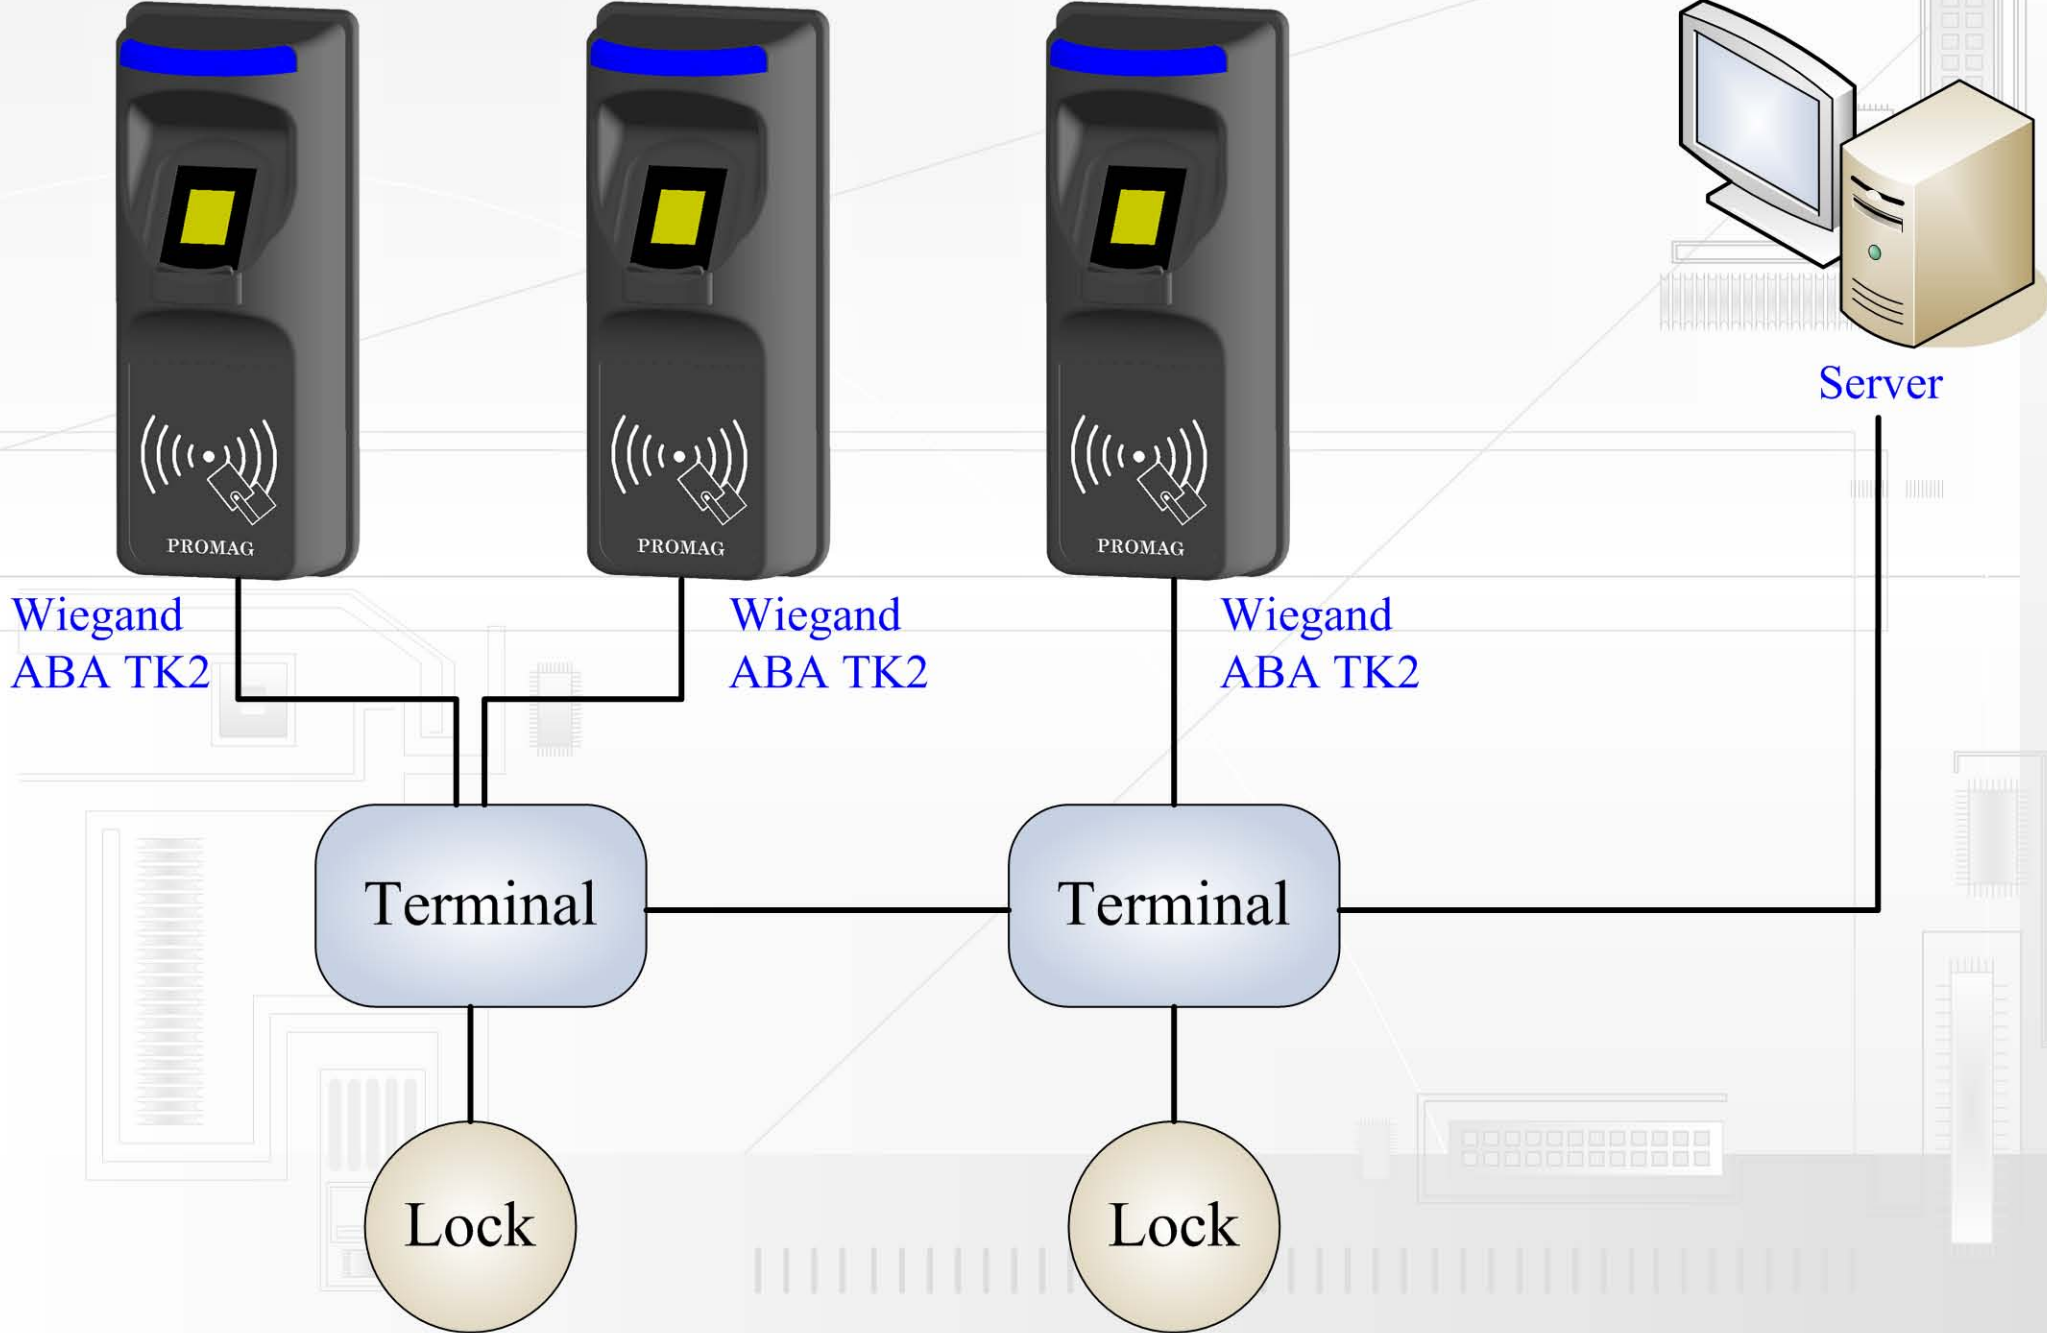 PROMAG
PROMAG
PROMAG
Server
Wiegand
ABA TK2
Wiegand
ABA TK2
Wiegand
ABA TK2
Terminal
Terminal
Lock
Lock